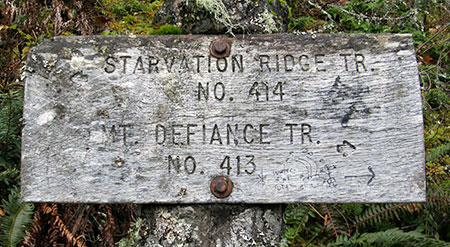 STARVATION RIDGE TR.
NO. 414
MT. DEFIANCE TR.
NO. 413